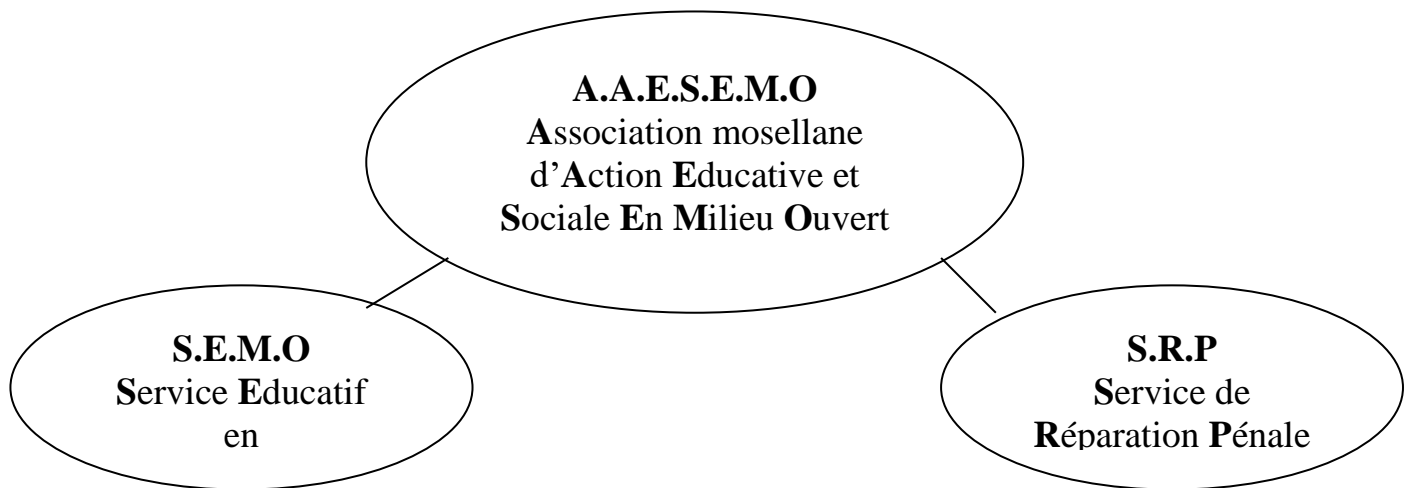 A.A.E.S.E.M.O
Association mosellane
d’Action Educative et
Sociale En Milieu Ouvert
S.E.M.O
Service Educatif
en
S.R.P
Service de
Réparation Pénale